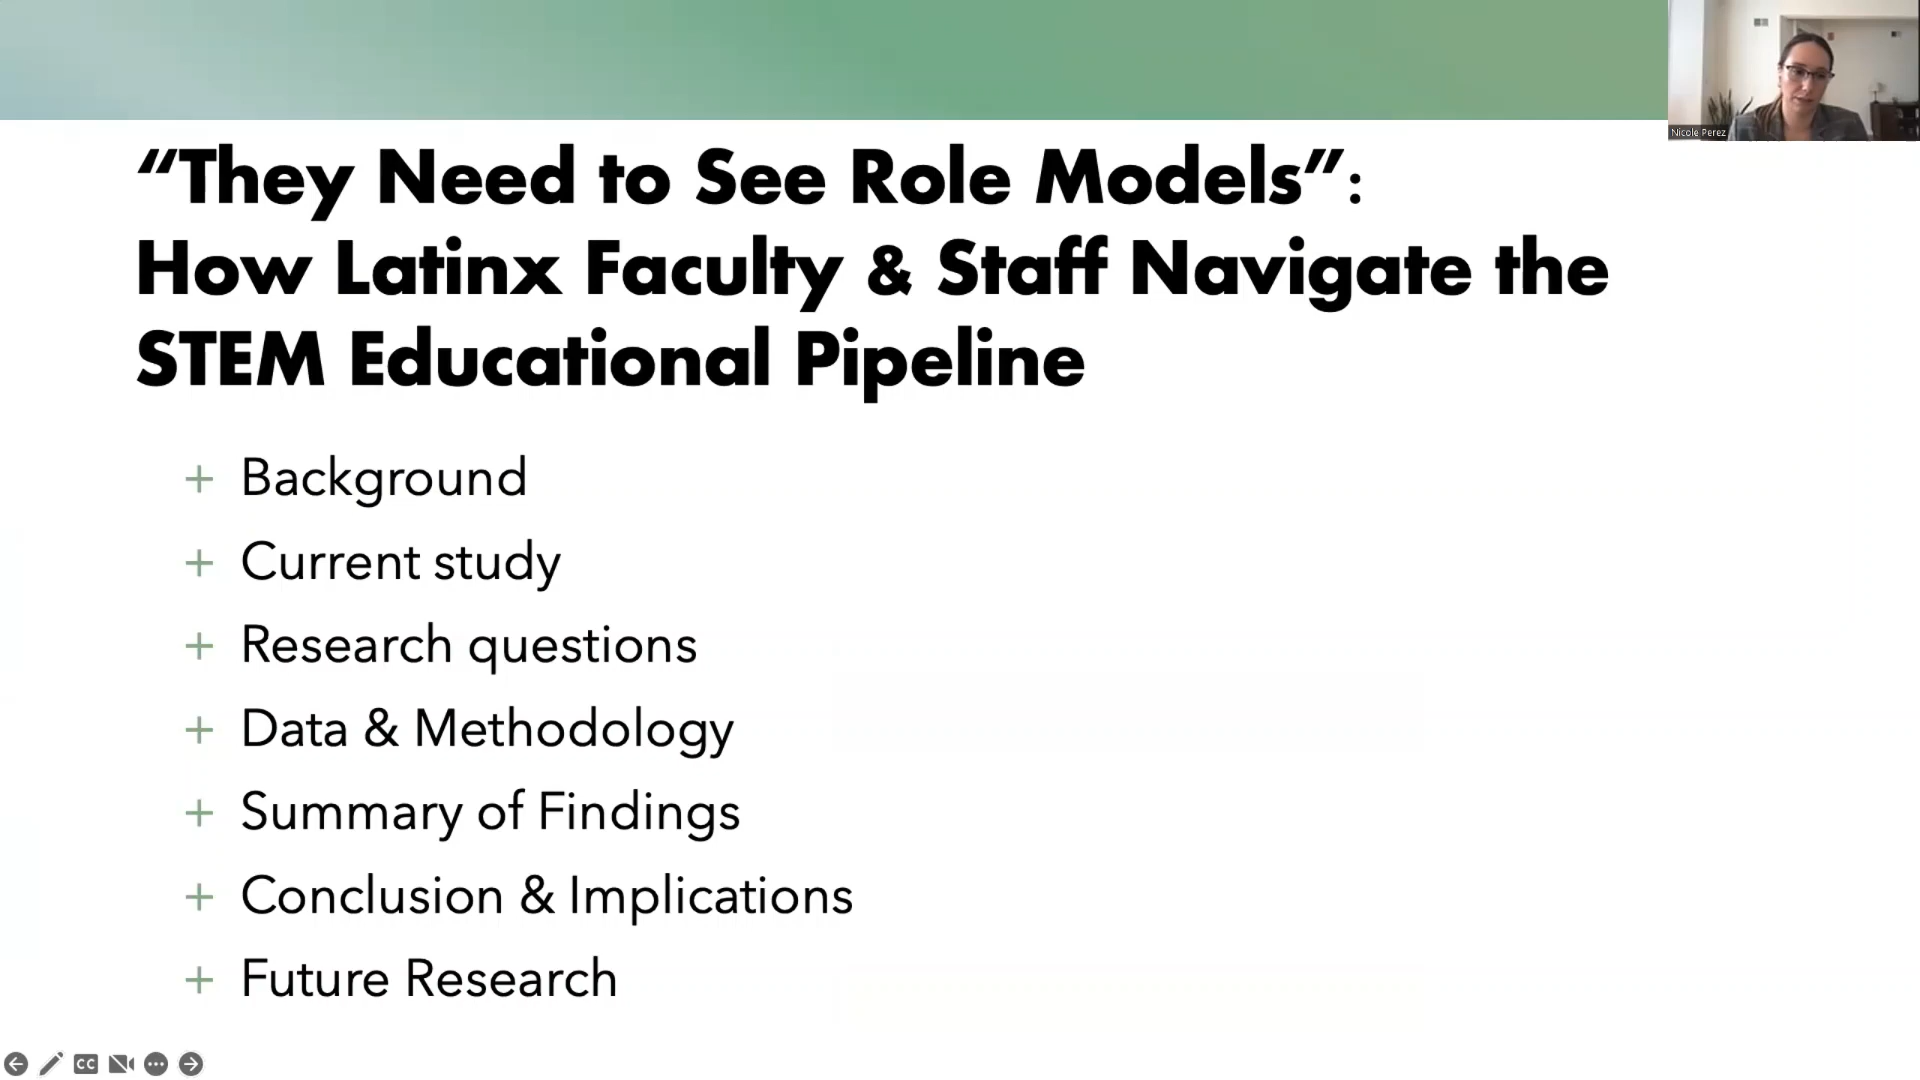 Nicole Perez
“They Need to See Role Models”:
How Latinx Faculty & Staff Navigate the
STEM Educational Pipeline
+ Background
+ Current study
+ Research questions
+ Data & Methodology
+ Summary of Findings
+ Conclusion & Implications
+ Future Research
CC